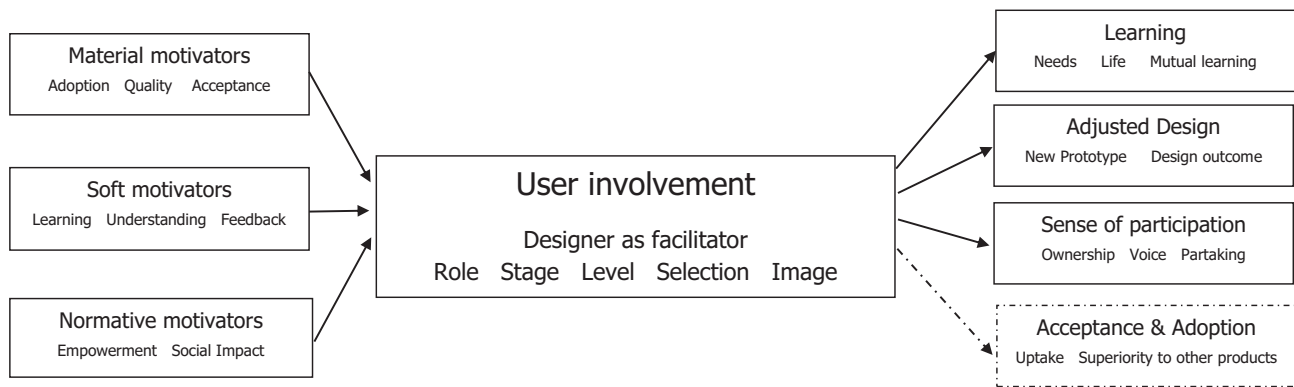 Material motivators
Adoption Quality Acceptance
Soft motivators
Learning Understanding Feedback
Normative motivators
Empowerment Social Impact
User involvement
Designer as facilitator
Role Stage Level Selection Image
Learning
Needs Life Mutual learning
Adjusted Design
New Prototype Design outcome
Sense of participation
Ownership Voice Partaking
Acceptance & Adoption
Uptake Superiority to other products